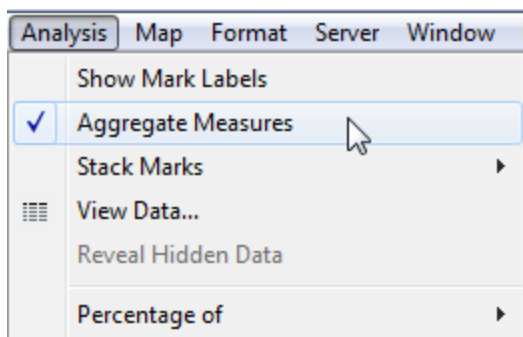 Analysis Map Format Server Window
Show Mark Labels
Aggregate Measures
Stack Marks
View Data...
Reveal Hidden Data
Percentage of